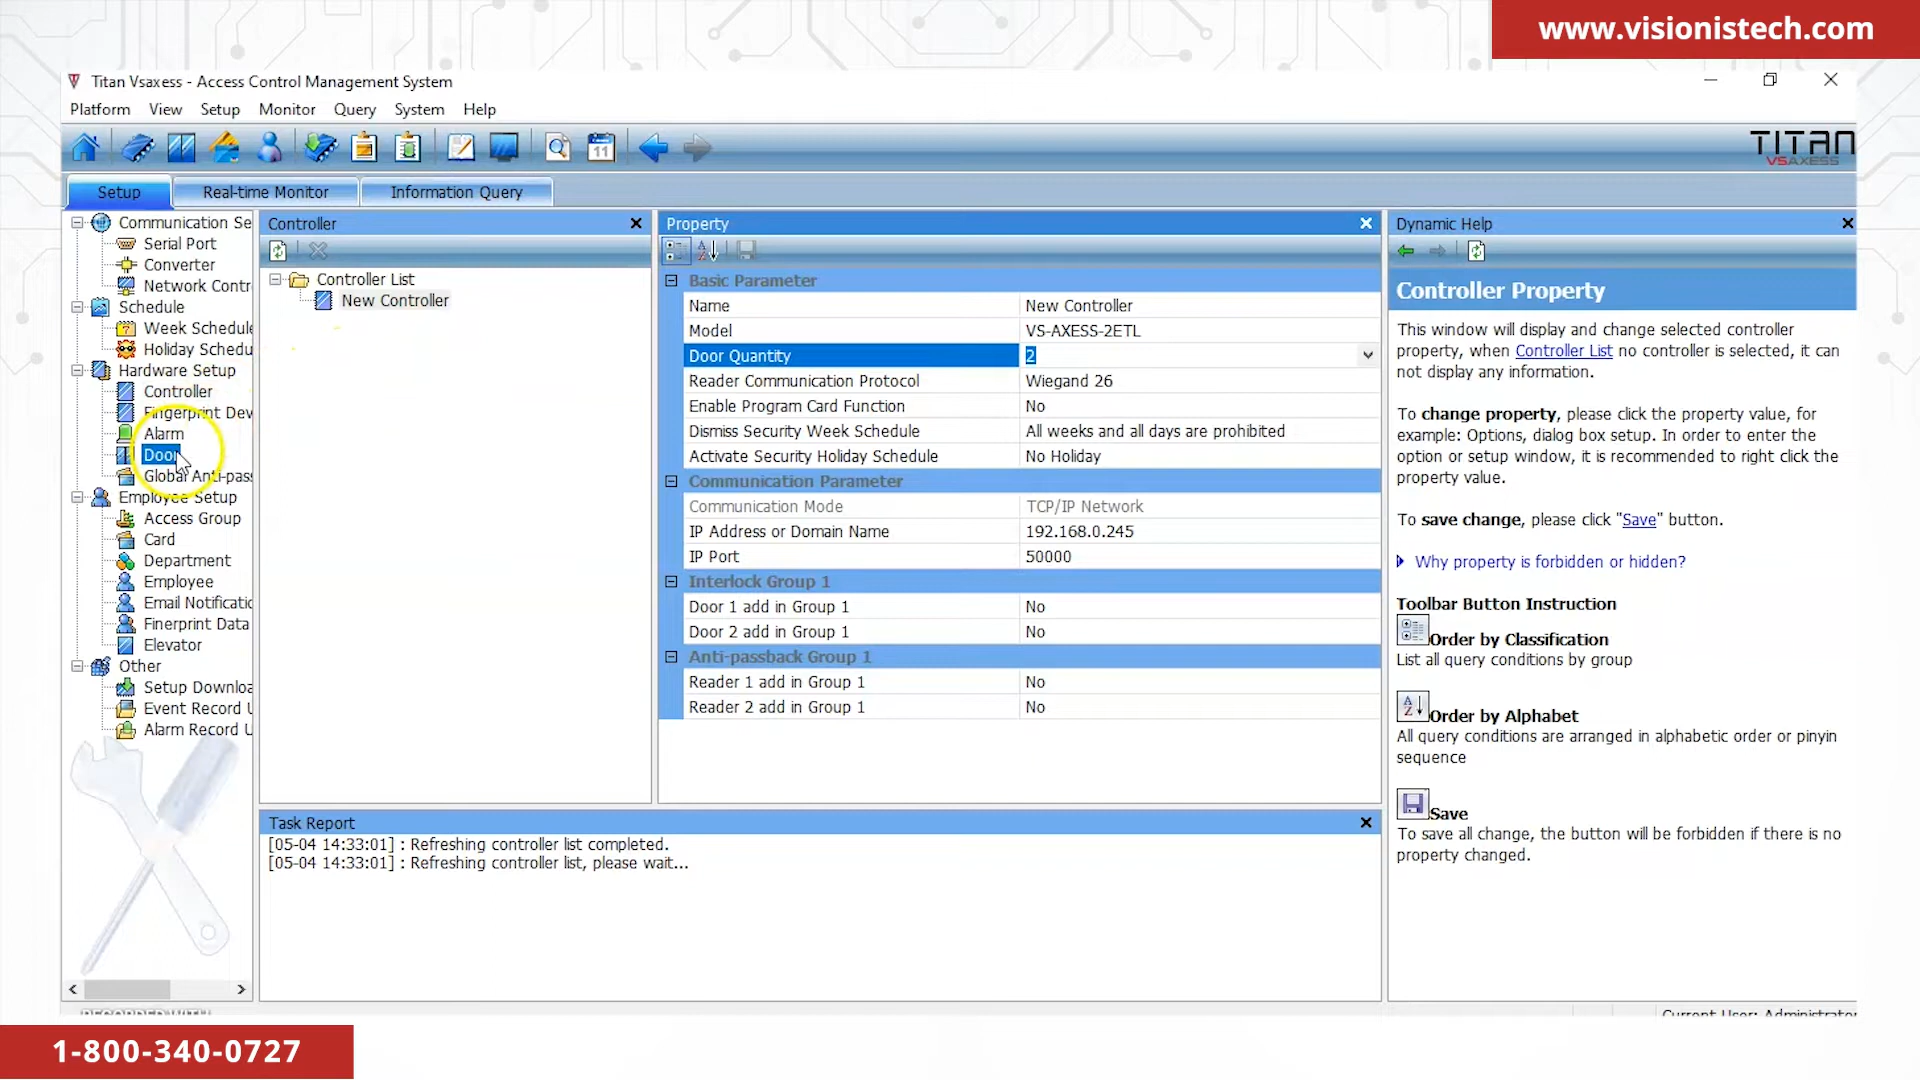 www.visionistech.com
Titan Vsaxess - Access Control Management System
Platform View Setup Monitor Query System Help
11
TITAN
VSAXESS
Setup Real-time Monitor Information Query
Communication Se
Serial Port
Converter
Network Contr
Schedule
Week Schedule
Holiday Schedu
Hardware Setup
Controller
Fingerprint Dev
Alarm
Door
Global Anti-pass
Employee Setup
Access Group
Card
Department
Employee
Email Notificatic
Finerprint Data
Elevator
Other
Setup Downloa
Event Record U
Alarm Record U
Controller
Controller List
New Controller
Property
Basic Parameter
Name New Controller
Model VS-AXESS-2ETL
Door Quantity 2
Reader Communication Protocol Wiegand 26
Enable Program Card Function No
Dismiss Security Week Schedule All weeks and all days are prohibited
Activate Security Holiday Schedule No Holiday
Communication Parameter
Communication Mode TCP/IP Network
IP Address or Domain Name 192.168.0.245
IP Port 50000
Interlock Group 1
Door 1 add in Group 1 No
Door 2 add in Group 1 No
Anti-passback Group 1
Reader 1 add in Group 1 No
Reader 2 add in Group 1 No
Task Report
[05-04 14:33:01] : Refreshing controller list completed.
[05-04 14:33:01] : Refreshing controller list, please wait...
Dynamic Help
Controller Property
This window will display and change selected controller
property, when Controller List no controller is selected, it can
not display any information.
To change property, please click the property value, for
example: Options, dialog box setup. In order to enter the
option or setup window, it is recommended to right click the
property value.
To save change, please click "Save" button.
Why property is forbidden or hidden?
Toolbar Button Instruction
Order by Classification
List all query conditions by group
Order by Alphabet
All query conditions are arranged in alphabetic order or pinyin
sequence
Save
To save all change, the button will be forbidden if there is no
property changed.
RECORDED WITH
Current User: Administrator
1-800-340-0727